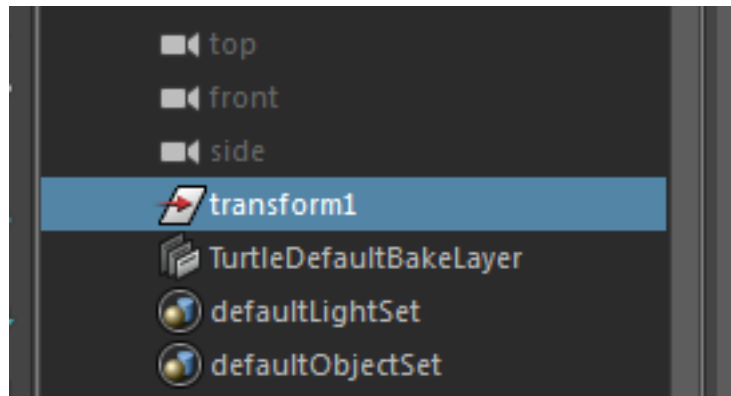 top
front
side
transform1
TurtleDefaultBakeLayer
defaultLightSet
defaultObjectSet